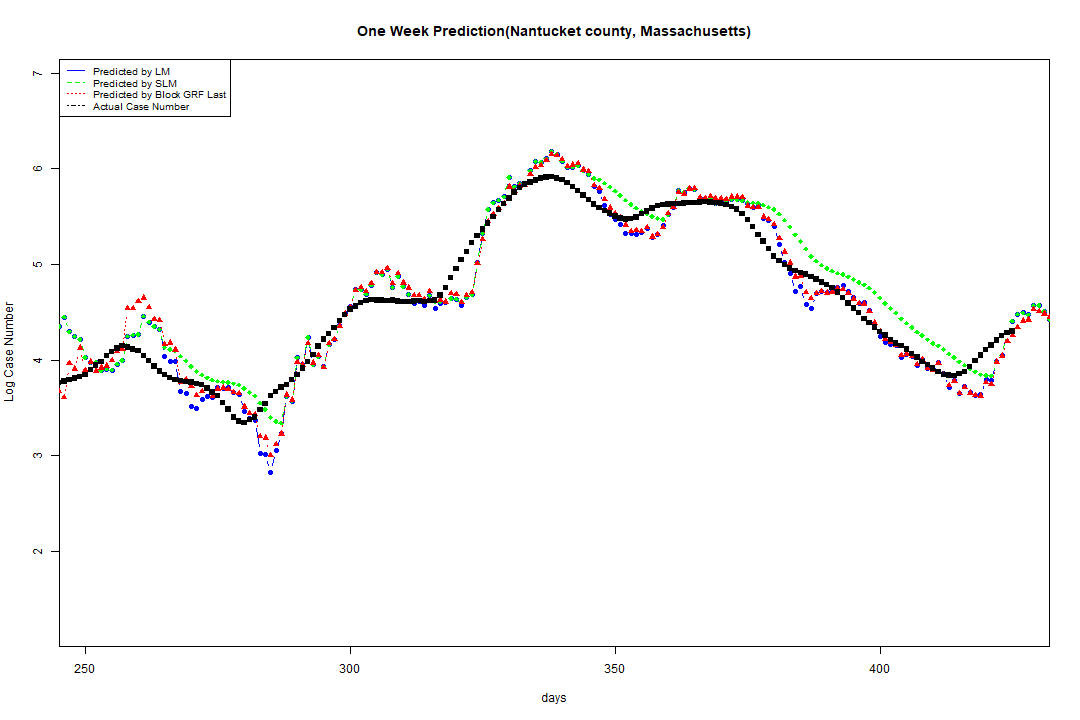 One Week Prediction(Nantucket county, Massachusetts)
Predicted by LM
Predicted by SLM
Predicted by Block GRF Last
Actual Case Number
7
6
5
4
3
2
Log Case Number
250 300 350 400
days